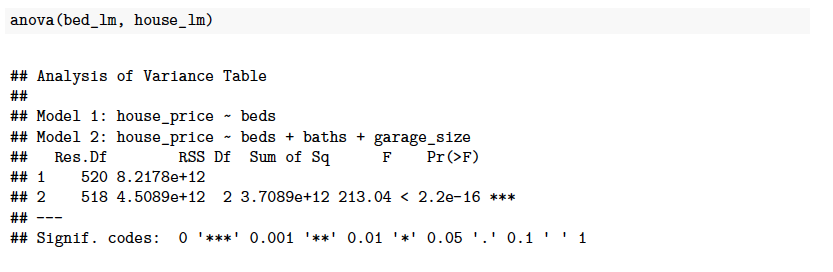 anova(bed_lm, house_lm)
## Analysis of Variance Table
##
## Model 1: house_price ~ beds
## Model 2: house_price ~ beds + baths + garage_size
##   Res.Df        RSS Df  Sum of Sq      F    Pr(>F)
## 1    520 8.2178e+12
## 2    518 4.5089e+12  2 3.7089e+12 213.04 < 2.2e-16 ***
## ---
## Signif. codes:  0 '***' 0.001 '**' 0.01 '*' 0.05 '.' 0.1 ' ' 1